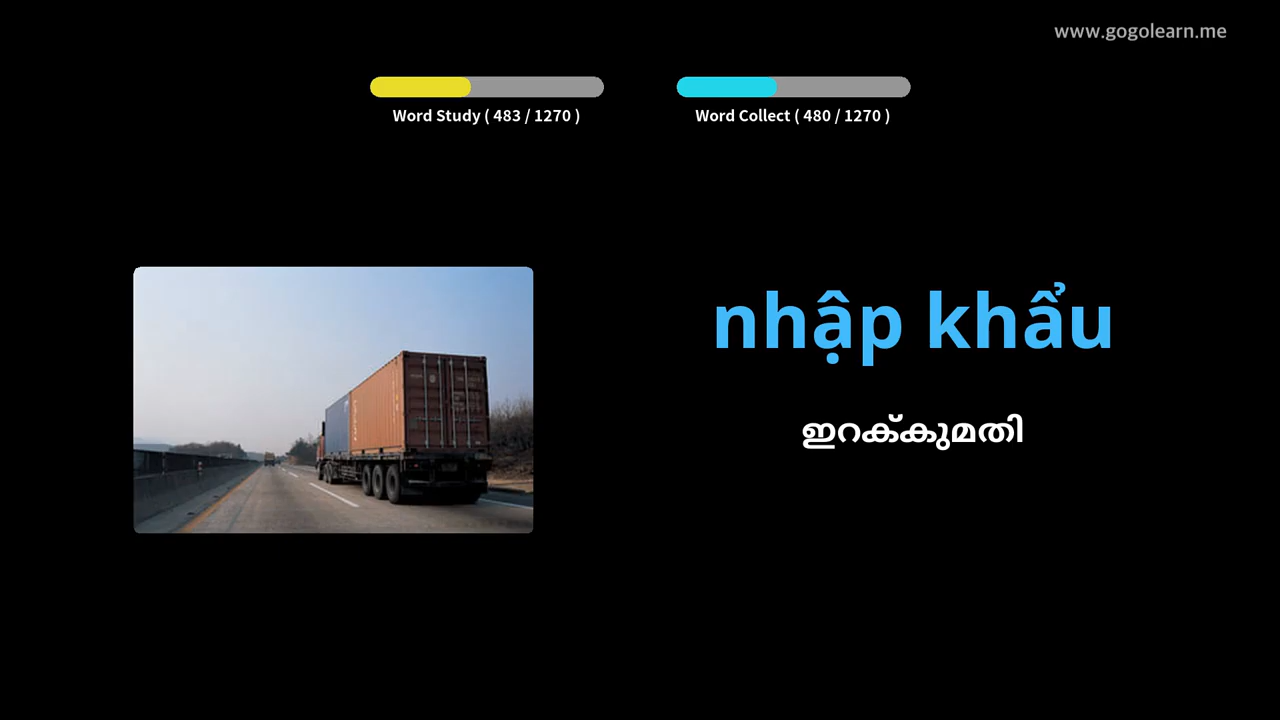 www.gogolearn.me
Word Study ( 483 / 1270 )
Word Collect ( 480 / 1270 )
nhập khẩu
ഇറക്കുമതി